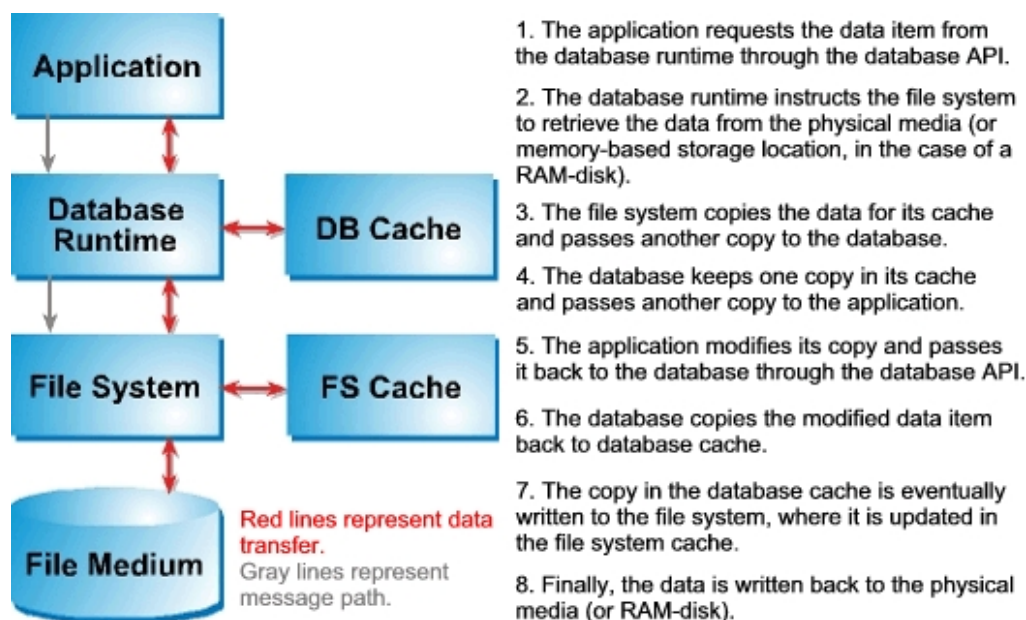 Application
Database
Runtime
DB Cache
File System
FS Cache
File Medium
Red lines represent data
transfer.
Gray lines represent
message path.
1. The application requests the data item from
the database runtime through the database API.
2. The database runtime instructs the file system
to retrieve the data from the physical media (or
memory-based storage location, in the case of a
RAM-disk).
3. The file system copies the data for its cache
and passes another copy to the database.
4. The database keeps one copy in its cache
and passes another copy to the application.
5. The application modifies its copy and passes
it back to the database through the database API.
6. The database copies the modified data item
back to database cache.
7. The copy in the database cache is eventually
written to the file system, where it is updated in
the file system cache.
8. Finally, the data is written back to the physical
media (or RAM-disk).